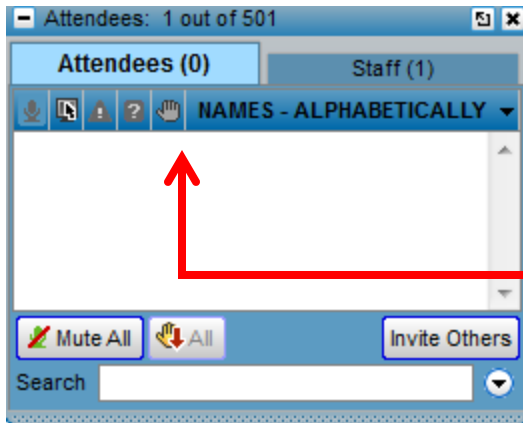 Attendees: 1 out of 501
Attendees (0) Staff (1)
? NAMES - ALPHABETICALLY
Mute All All Invite Others
Search